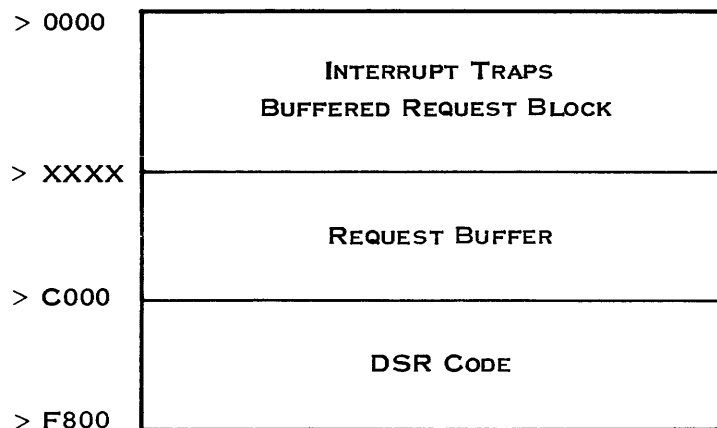 > 0000
INTERRUPT TRAPS
BUFFERED REQUEST BLOCK
> XXXX
REQUEST BUFFER
> C000
DSR CODE
> F800